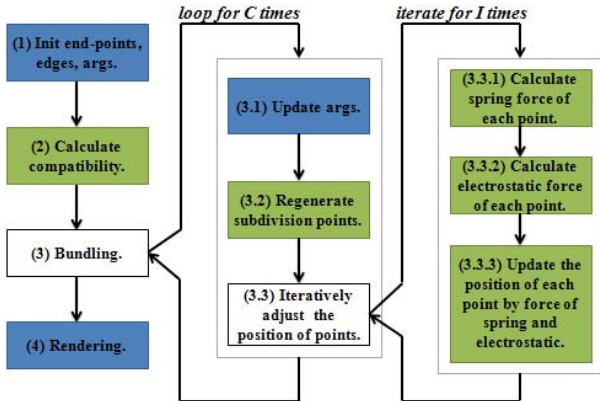 loop for C times
iterate for I times
(1) Init end-points,
edges, args.
(2) Calculate
compatibility.
(3) Bundling.
(4) Rendering.
(3.1) Update args.
(3.2) Regenerate
subdivision points.
(3.3) Iteratively
adjust the
position of points.
(3.3.1) Calculate
spring force of
each point.
(3.3.2) Calculate
electrostatic force
of each point.
(3.3.3) Update the
position of each
point by force of
spring and
electrostatic.